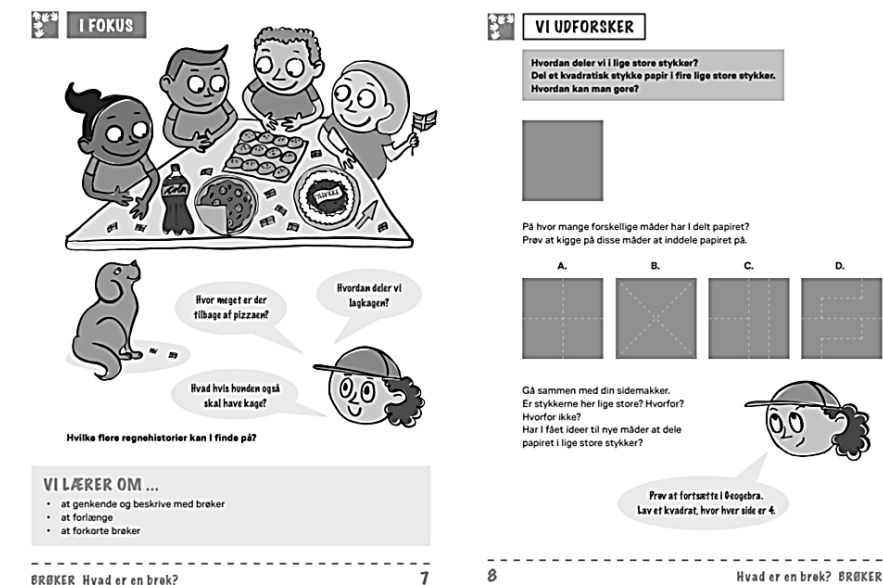 I FOKUS
Cola
TILLYKKE
Hvor meget er der
tilbage af pizzaen?
Hvordan deler vi
lagkagen?
Hvad hvis hunden også
skal have kage?
Hvilke flere regnehistorier kan I finde på?
VI LÆRER OM ...
• at genkende og beskrive med brøker
• at forlænge
• at forkorte brøker
BRØKER Hvad er en brøk?
7
VI UDFORSKER
Hvordan deler vi i lige store stykker?
Del et kvadratisk stykke papir i fire lige store stykker.
Hvordan kan man gøre?
På hvor mange forskellige måder har I delt papiret?
Prøv at kigge på disse måder at inddele papiret på.
A. B. C. D.
Gå sammen med din sidemakker.
Er stykkerne her lige store? Hvorfor?
Hvorfor ikke?
Har I fået ideer til nye måder at dele
papiret i lige store stykker?
Prøv at fortsætte i Geogebra.
Lav et kvadrat, hvor hver side er 4.
8
Hvad er en brøk? BRØKER